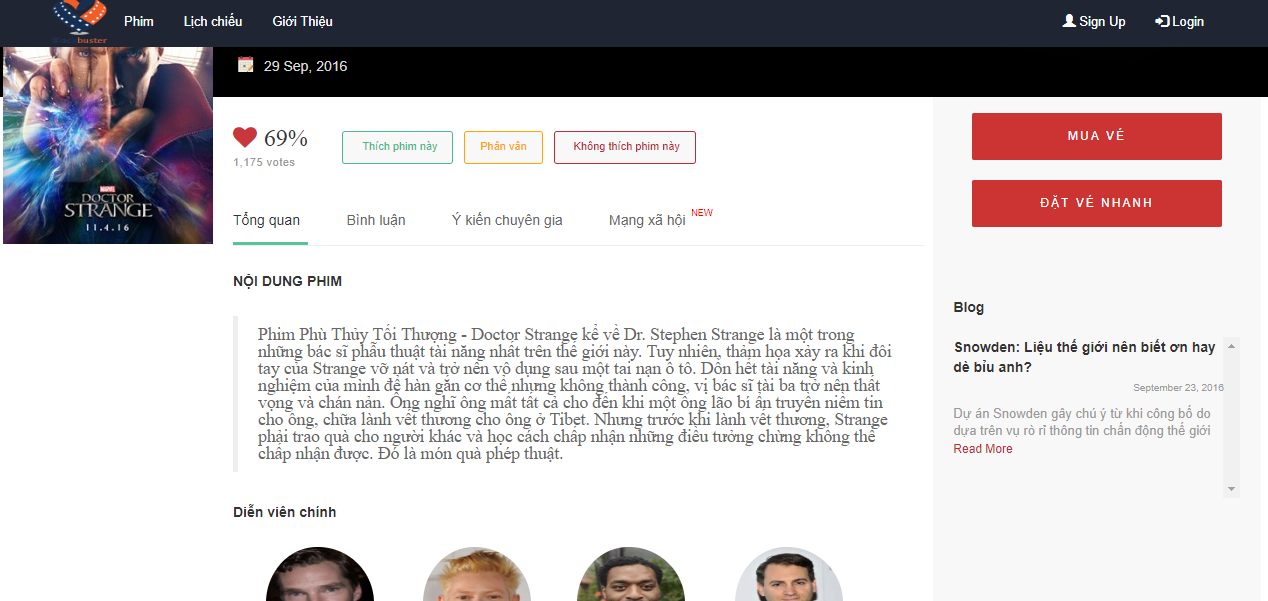 Phim Lịch chiếu Giới Thiệu Sign Up Login
buster
29 Sep, 2016
MARVEL
DOCTOR
STRANGE
11.4.16
69%
1,175 votes
Thích phim này Phân vân Không thích phim này
Tổng quan Bình luận Ý kiến chuyên gia Mạng xã hội NEW
NỘI DUNG PHIM
Phim Phù Thủy Tối Thượng - Doctor Strange kể về Dr. Stephen Strange là một trong
những bác sĩ phẫu thuật tài năng nhất trên thế giới này. Tuy nhiên, thảm họa xảy ra khi đôi
tay của Strange vỡ nát và trở nên vô dụng sau một tai nạn ô tô. Dồn hết tài năng và kinh
nghiệm của mình để hàn gắn cơ thể nhưng không thành công, vị bác sĩ tài ba trở nên thất
vọng và chán nản. Ông nghĩ ông mất tất cả cho đến khi một ông lão bí ẩn truyền niềm tin
cho ông, chữa lành vết thương cho ông ở Tibet. Nhưng trước khi lành vết thương, Strange
phải trao quà cho người khác và học cách chấp nhận những điều tưởng chừng không thể
chấp nhận được. Đó là món quà phép thuật.
Diễn viên chính
MUA VÉ
ĐẶT VÉ NHANH
Blog
Snowden: Liệu thế giới nên biết ơn hay
dè bỉu anh?
September 23, 2016
Dự án Snowden gây chú ý từ khi công bố do
dựa trên vụ rò rỉ thông tin chấn động thế giới
Read More